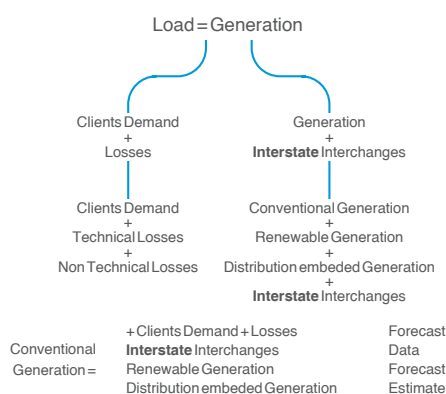 Load = Generation
Clients Demand
+
Losses
Generation
+
Interstate Interchanges
Clients Demand
+
Technical Losses
+
Non Technical Losses
Conventional Generation
+
Renewable Generation
+
Distribution embeded Generation
+
Interstate Interchanges
Conventional
Generation =
+ Clients Demand + Losses Forecast
Interstate Interchanges Data
Renewable Generation Forecast
Distribution embeded Generation Estimate